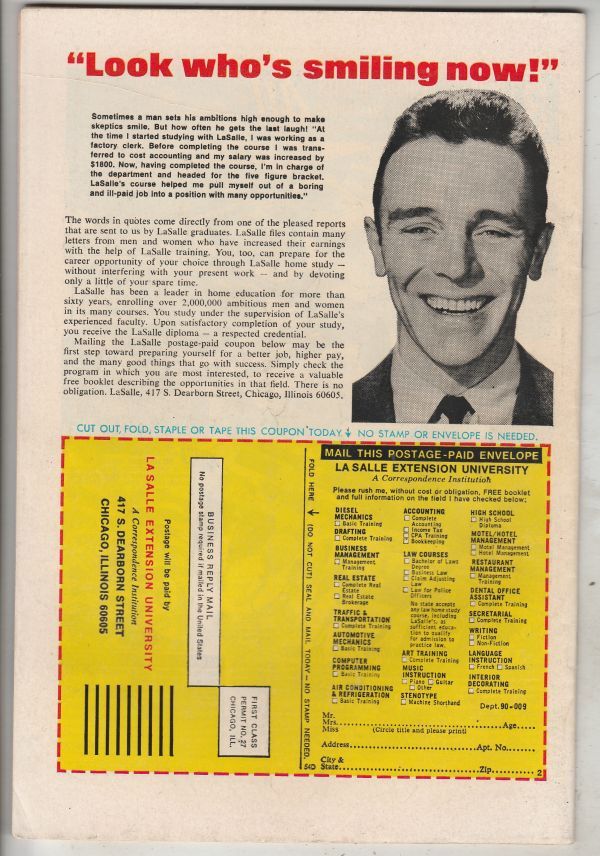 “Look who’s smiling now!”
Sometimes a man sets his ambitions high enough to make
skeptics smile. But how often he gets the last laugh! “At
the time I started studying with LaSalle, I was working as a
factory clerk. Before completing the course I was trans-
ferred to cost accounting and my salary was increased by
$1800. Now, having completed the course, I’m in charge of
the department and headed for the five figure bracket.
LaSalle’s course helped me pull myself out of a boring
and ill-paid job into a position with many opportunities.”
The words in quotes come directly from one of the pleased reports
that are sent to us by LaSalle graduates. LaSalle files contain many
letters from men and women who have increased their earnings
with the help of LaSalle training. You, too, can prepare for the
career opportunity of your choice through LaSalle home study —
without interfering with your present work — and by devoting
only a little of your spare time.
LaSalle has been a leader in home education for more than
sixty years, enrolling over 2,000,000 ambitious men and women
in its many courses. You study under the supervision of LaSalle’s
experienced faculty. Upon satisfactory completion of your study,
you receive the LaSalle diploma — a respected credential.
Mailing the LaSalle postage-paid coupon below may be the
first step toward preparing yourself for a better job, higher pay,
and the many good things that go with success. Simply check the
program in which you are most interested, to receive a valuable
free booklet describing the opportunities in that field. There is no
obligation. LaSalle, 417 S. Dearborn Street, Chicago, Illinois 60605.
CUT OUT, FOLD, STAPLE OR TAPE THIS COUPON TODAY ↓ NO STAMP OR ENVELOPE IS NEEDED.
BUSINESS REPLY MAIL
No postage stamp required if mailed in the United States
Postage will be paid by
LA SALLE EXTENSION UNIVERSITY
A Correspondence Institution
417 S. DEARBORN STREET
CHICAGO, ILLINOIS 60605
FIRST CLASS
PERMIT NO. 27
CHICAGO, ILL.
FOLD HERE ↓ (DO NOT CUT) SEAL AND MAIL TODAY — NO STAMP NEEDED.
540
MAIL THIS POSTAGE-PAID ENVELOPE
LA SALLE EXTENSION UNIVERSITY
A Correspondence Institution
Please rush me, without cost or obligation, FREE booklet
and full information on the field I have checked below:
DIESEL
MECHANICS
☐ Basic Training
DRAFTING
☐ Complete Training
BUSINESS
MANAGEMENT
☐ Management
Training
REAL ESTATE
☐ Complete Real
Estate
☐ Real Estate
Brokerage
TRAFFIC &
TRANSPORTATION
☐ Complete Training
AUTOMOTIVE
MECHANICS
☐ Basic Training
COMPUTER
PROGRAMMING
☐ Basic Training
AIR CONDITIONING
& REFRIGERATION
☐ Basic Training
ACCOUNTING
☐ Complete
Accounting
☐ Income Tax
☐ CPA Training
☐ Bookkeeping
LAW COURSES
☐ Bachelor of Laws
Degree
☐ Business Law
☐ Claim Adjusting
Law
☐ Law for Police
Officers
No state accepts
any law home study
course, including
LaSalle’s, as
sufficient educa-
tion to qualify
for admission to
practice law.
ART TRAINING
☐ Complete Training
MUSIC
INSTRUCTION
☐ Piano ☐ Guitar
☐ Other
STENOTYPE
☐ Machine Shorthand
HIGH SCHOOL
☐ High School
Diploma
MOTEL/HOTEL
MANAGEMENT
☐ Motel Management
☐ Hotel Management
RESTAURANT
MANAGEMENT
☐ Management
Training
DENTAL OFFICE
ASSISTANT
☐ Complete Training
SECRETARIAL
☐ Complete Training
WRITING
☐ Fiction
☐ Non-Fiction
LANGUAGE
INSTRUCTION
☐ French ☐ Spanish
INTERIOR
DECORATING
☐ Complete Training
Dept. 90-009
Mr.
Mrs. Age
Miss (Circle title and please print)
Address Apt. No.
City &
State Zip 2